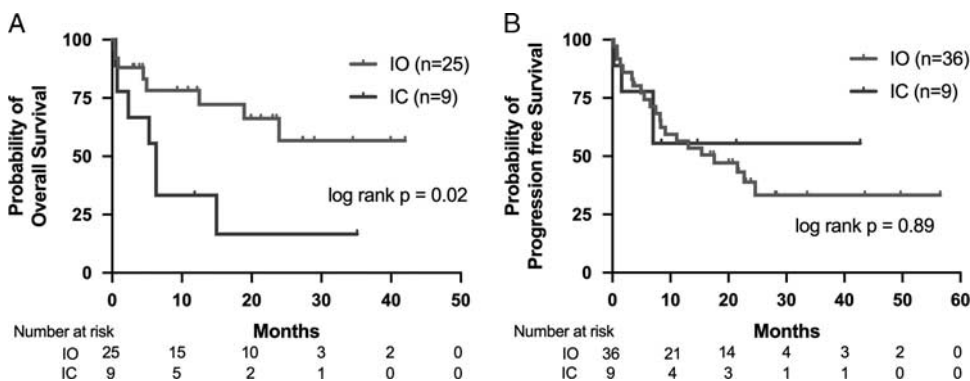 A
Probability of
Overall Survival
100
75
50
25
0
IO (n=25)
IC (n=9)
log rank p = 0.02
0 10 20 30 40 50
Months
Number at risk
IO 25 15 10 3 2 0
IC 9 5 2 1 0 0
B
Probability of
Progression free Survival
100
75
50
25
0
IO (n=36)
IC (n=9)
log rank p = 0.89
0 10 20 30 40 50 60
Months
Number at risk
IO 36 21 14 4 3 2 0
IC 9 4 3 1 1 0 0